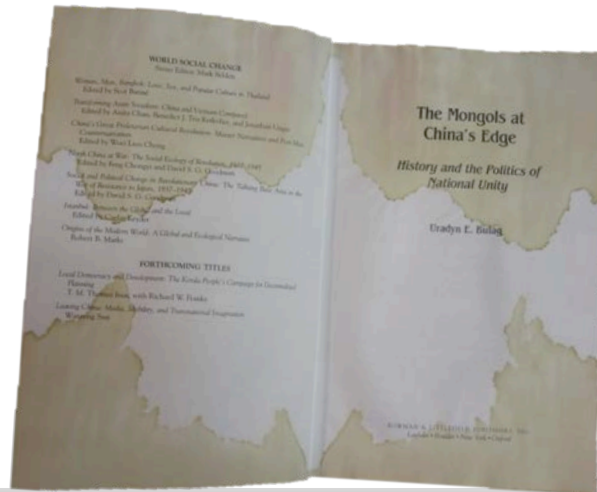 WORLD SOCIAL CHANGE
Series Editor: Mark Selden
Women, Men, Bangkok: Love, Sex, and Popular Culture in Thailand
Edited by Scot Barmé
Transforming Asian Socialism: China and Vietnam Compared
Edited by Anita Chan, Benedict J. Tria Kerkvliet, and Jonathan Unger
China's Great Proletarian Cultural Revolution: Master Narratives and Post-Mao
Counternarratives
Edited by Woei Lien Chong
North China at War: The Social Ecology of Revolution, 1937-1945
Edited by Feng Chongyi and David S. G. Goodman
Social and Political Change in Revolutionary China: The Taihang Base Area in the
War of Resistance to Japan, 1937-1945
Edited by David S. G. Goodman
Istanbul: Between the Global and the Local
Edited by Caglar Keyder
Origins of the Modern World: A Global and Ecological Narrative
Robert B. Marks
FORTHCOMING TITLES
Local Democracy and Development: The Kerala People's Campaign for Decentralized
Planning
T. M. Thomas Isaac with Richard W. Franke
Leaving China: Media, Mobility, and Transnational Imagination
Wanning Sun
The Mongols at
China's Edge
History and the Politics of
National Unity
Uradyn E. Bulag
ROWMAN & LITTLEFIELD PUBLISHERS, INC.
Lanham • Boulder • New York • Oxford